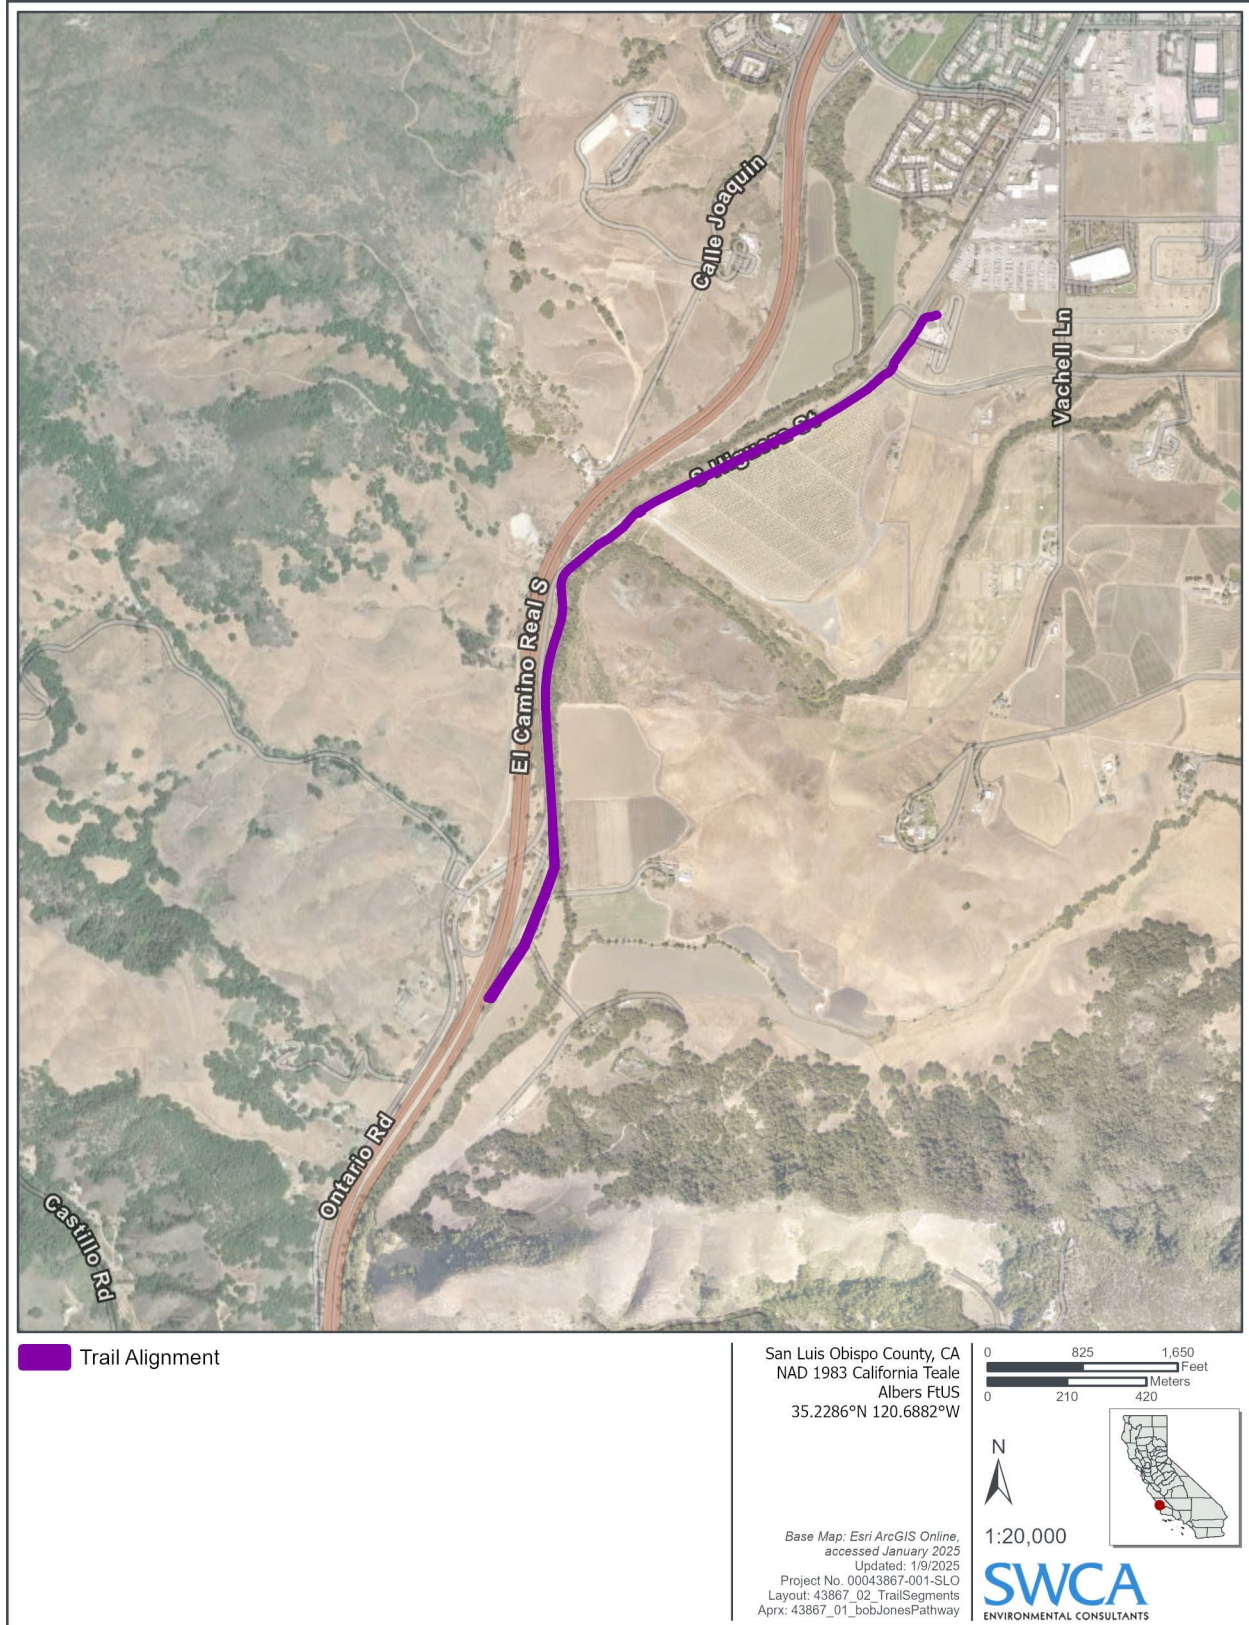 Calle Joaquin
Vachell Ln
S Higuera St
El Camino Real S
Ontario Rd
Castillo Rd
Trail Alignment
San Luis Obispo County, CA
NAD 1983 California Teale
Albers FtUS
35.2286°N 120.6882°W
Base Map: Esri ArcGIS Online,
accessed January 2025
Updated: 1/9/2025
Project No. 00043867-001-SLO
Layout: 43867_02_TrailSegments
Aprx: 43867_01_bobJonesPathway
0 825 1,650
Feet
Meters
0 210 420
N
1:20,000
SWCA
ENVIRONMENTAL CONSULTANTS